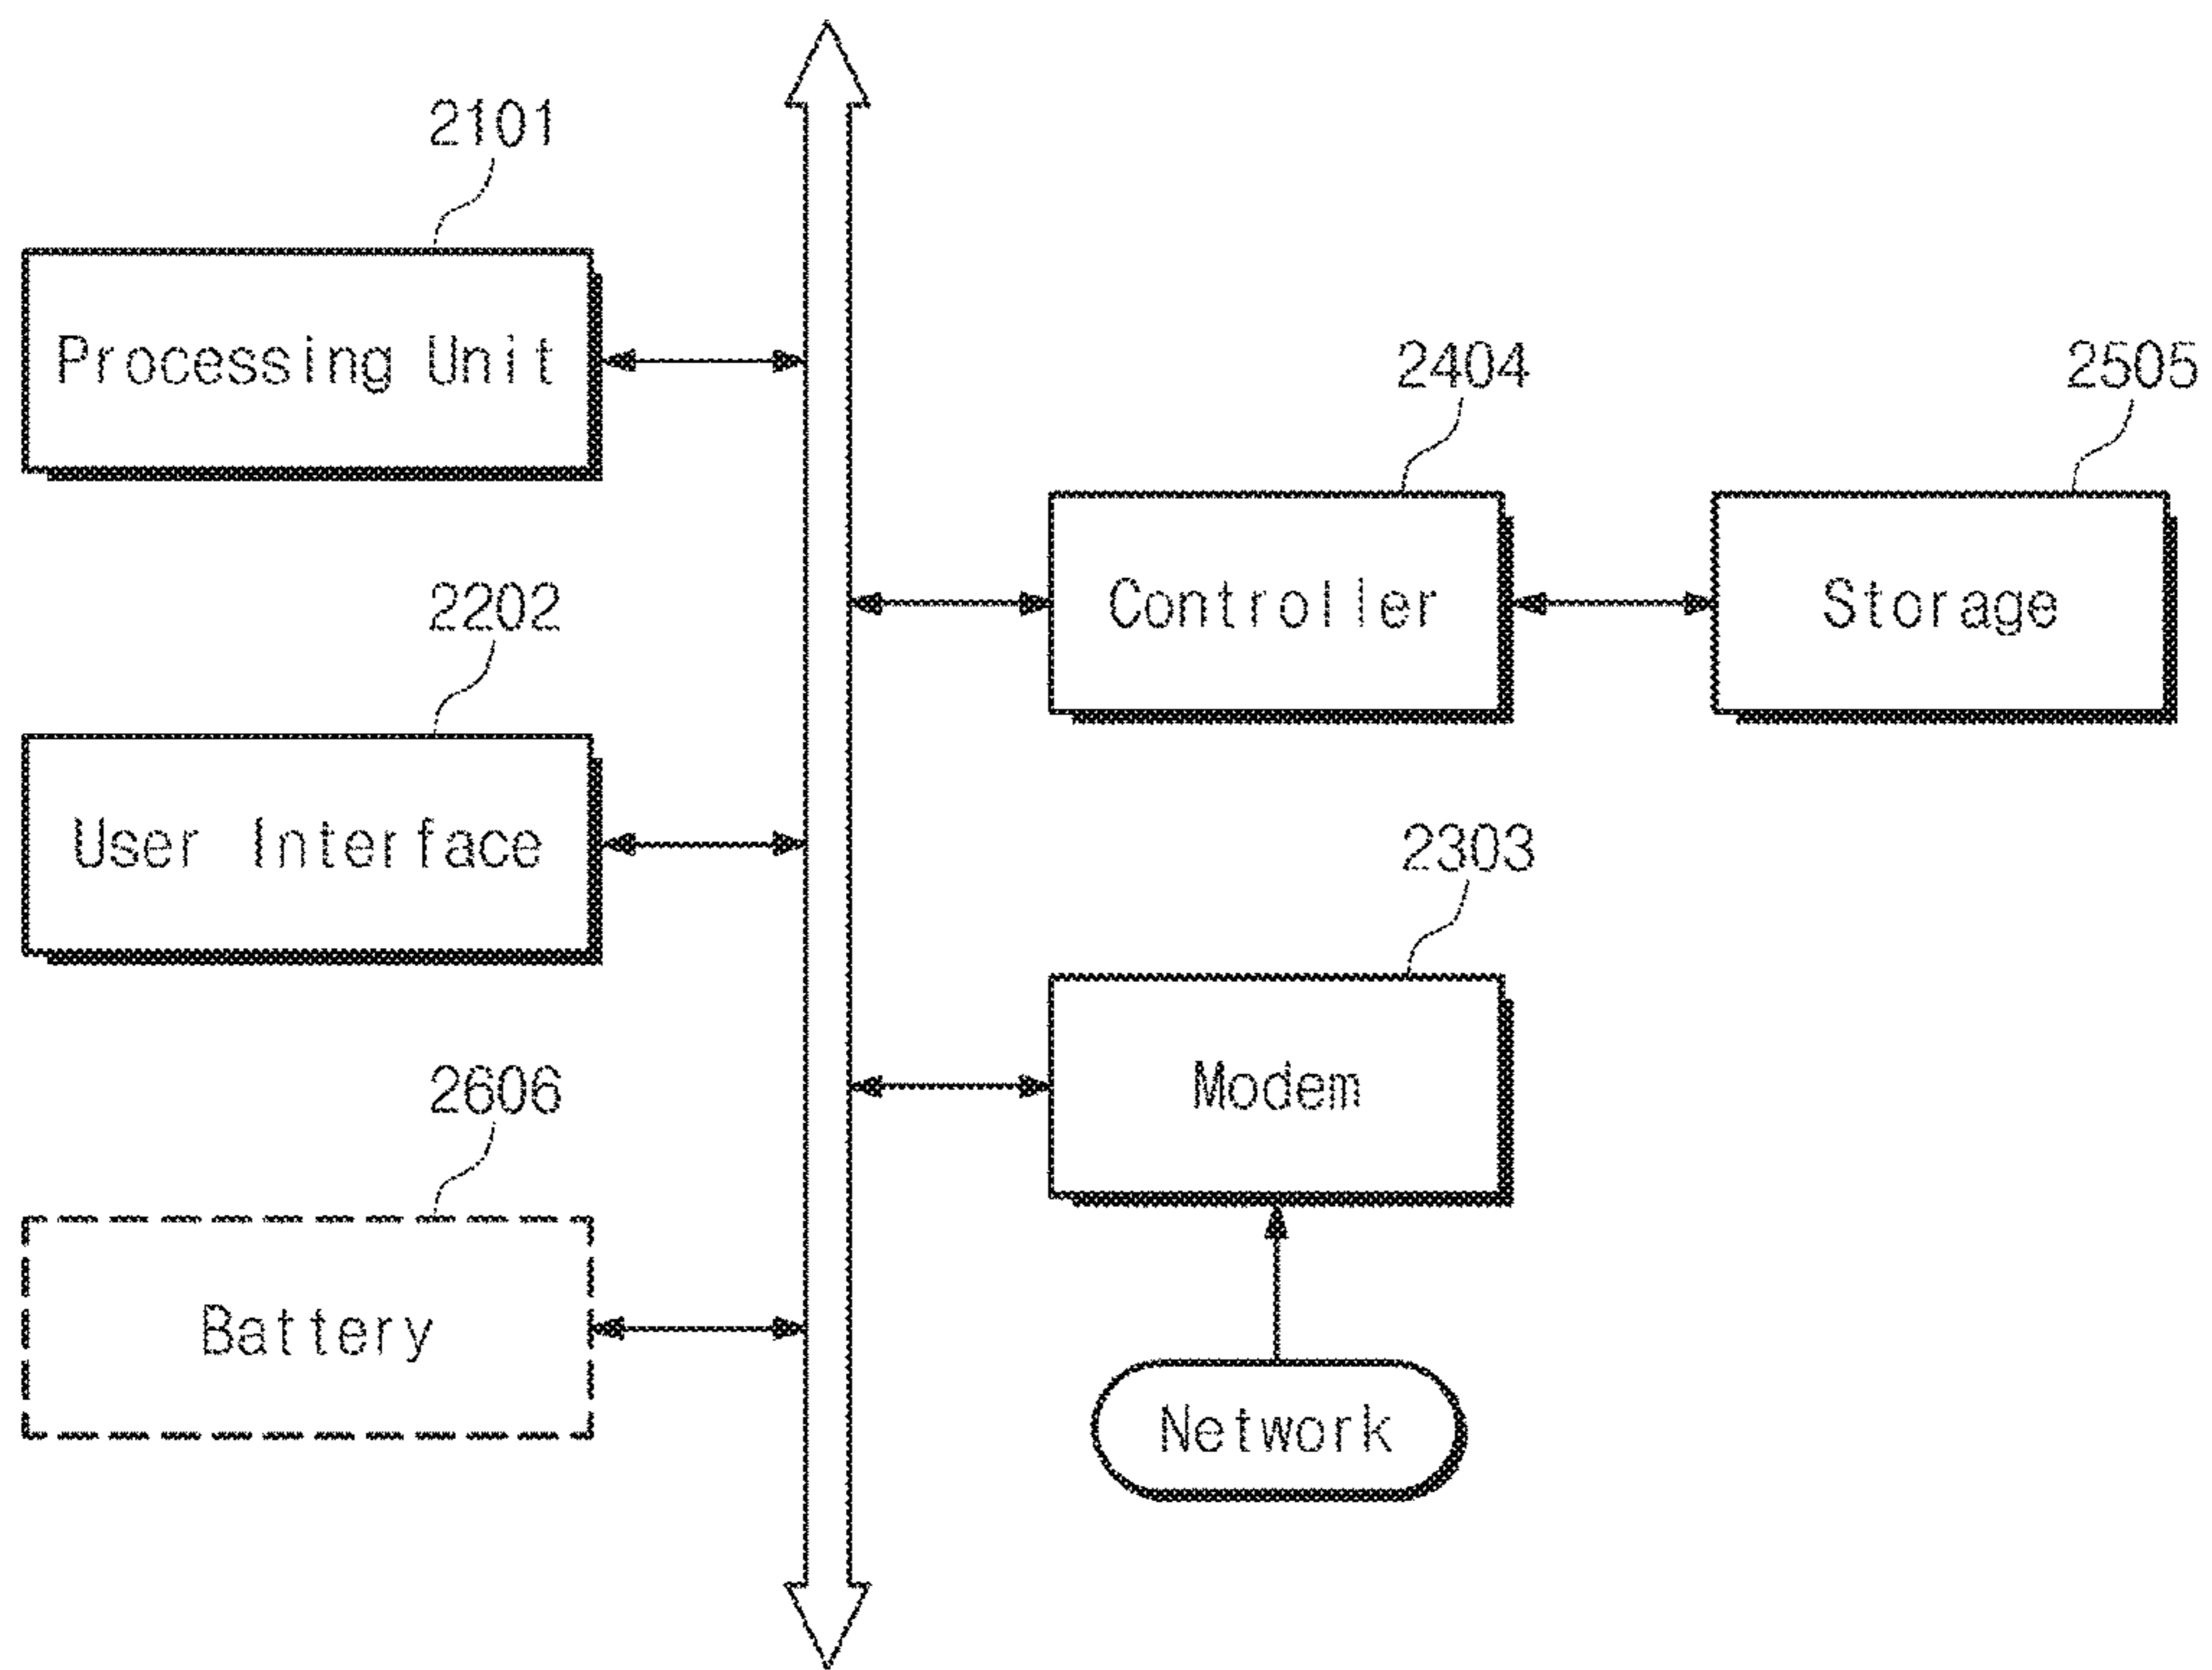 2101
Processing Unit
2404
2505
Controller
Storage
2202
User Interface
2303
Modem
2606
Battery
Network